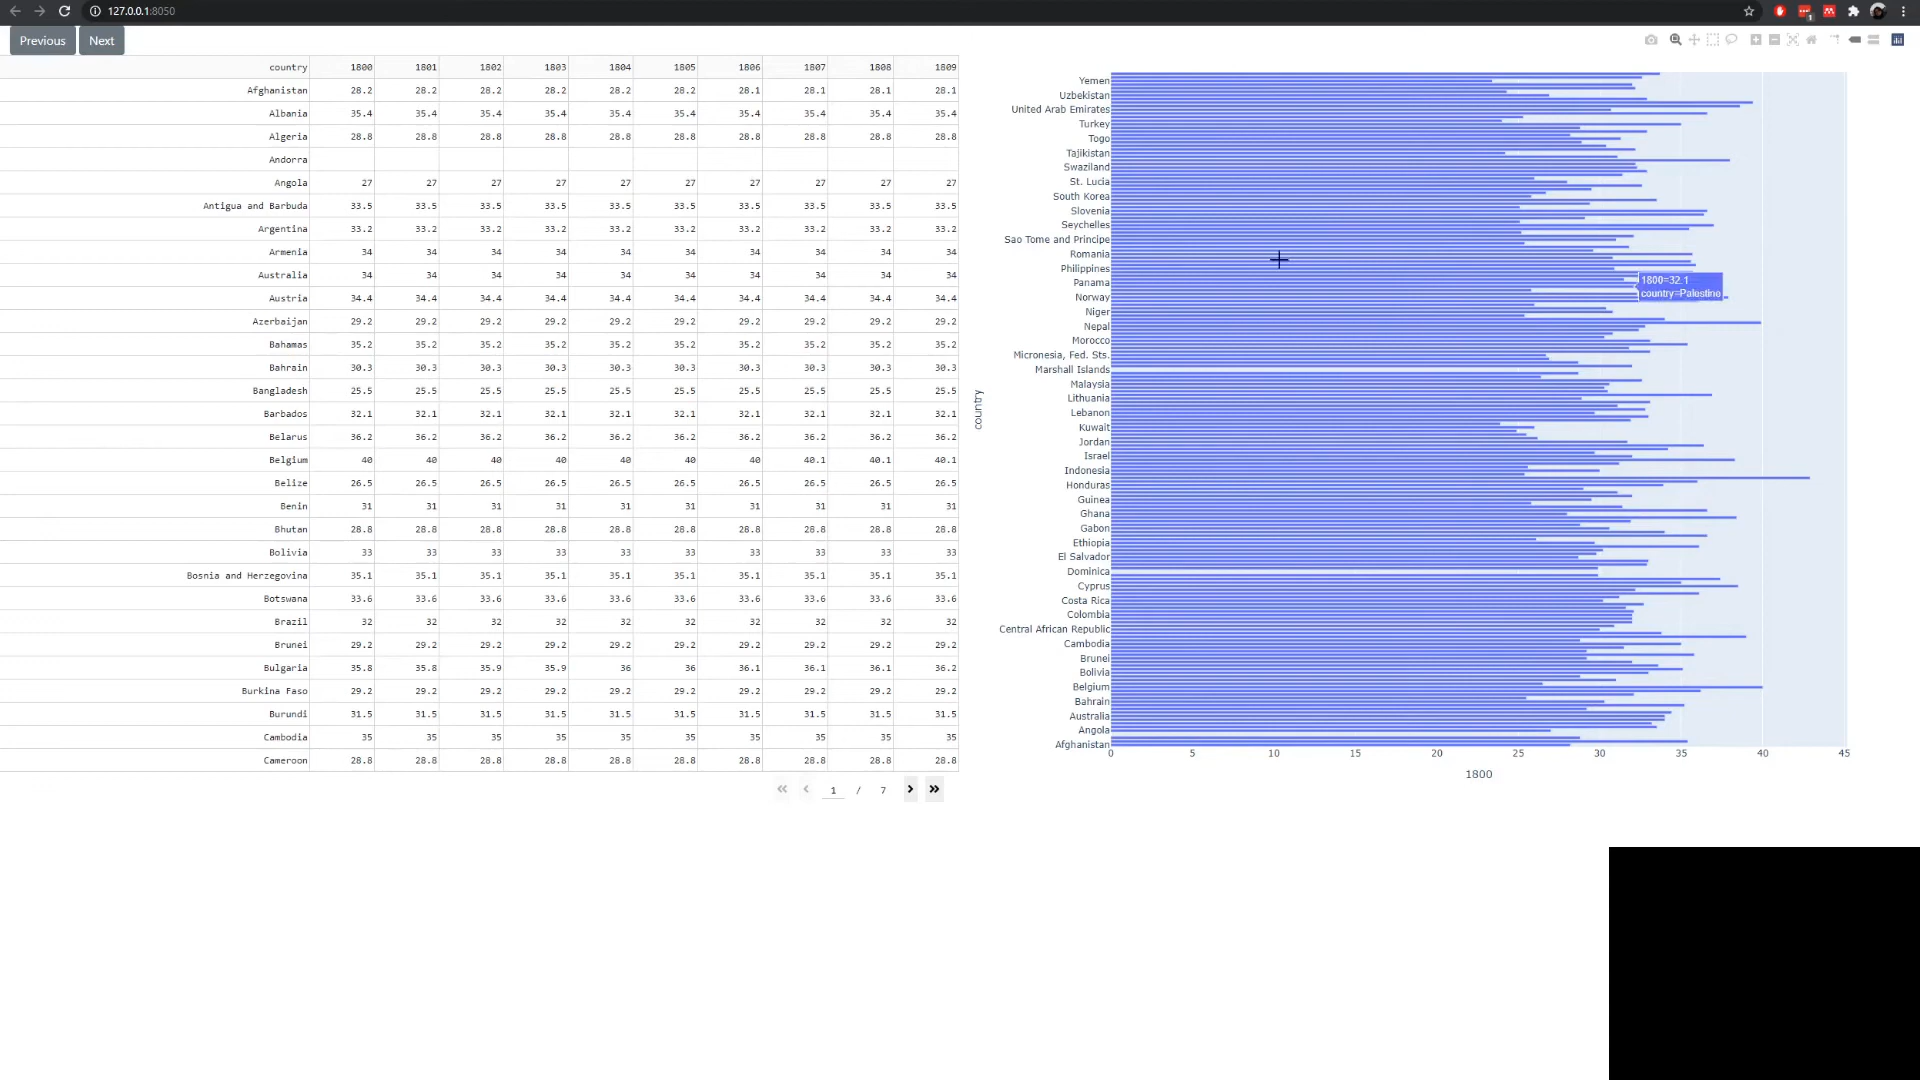 127.0.0.1:8050
Previous Next
country 1800 1801 1802 1803 1804 1805 1806 1807 1808 1809
Afghanistan 28.2 28.2 28.2 28.2 28.2 28.2 28.1 28.1 28.1 28.1
Albania 35.4 35.4 35.4 35.4 35.4 35.4 35.4 35.4 35.4 35.4
Algeria 28.8 28.8 28.8 28.8 28.8 28.8 28.8 28.8 28.8 28.8
Andorra
Angola 27 27 27 27 27 27 27 27 27 27
Antigua and Barbuda 33.5 33.5 33.5 33.5 33.5 33.5 33.5 33.5 33.5 33.5
Argentina 33.2 33.2 33.2 33.2 33.2 33.2 33.2 33.2 33.2 33.2
Armenia 34 34 34 34 34 34 34 34 34 34
Australia 34 34 34 34 34 34 34 34 34 34
Austria 34.4 34.4 34.4 34.4 34.4 34.4 34.4 34.4 34.4 34.4
Azerbaijan 29.2 29.2 29.2 29.2 29.2 29.2 29.2 29.2 29.2 29.2
Bahamas 35.2 35.2 35.2 35.2 35.2 35.2 35.2 35.2 35.2 35.2
Bahrain 30.3 30.3 30.3 30.3 30.3 30.3 30.3 30.3 30.3 30.3
Bangladesh 25.5 25.5 25.5 25.5 25.5 25.5 25.5 25.5 25.5 25.5
Barbados 32.1 32.1 32.1 32.1 32.1 32.1 32.1 32.1 32.1 32.1
Belarus 36.2 36.2 36.2 36.2 36.2 36.2 36.2 36.2 36.2 36.2
Belgium 40 40 40 40 40 40 40 40.1 40.1 40.1
Belize 26.5 26.5 26.5 26.5 26.5 26.5 26.5 26.5 26.5 26.5
Benin 31 31 31 31 31 31 31 31 31 31
Bhutan 28.8 28.8 28.8 28.8 28.8 28.8 28.8 28.8 28.8 28.8
Bolivia 33 33 33 33 33 33 33 33 33 33
Bosnia and Herzegovina 35.1 35.1 35.1 35.1 35.1 35.1 35.1 35.1 35.1 35.1
Botswana 33.6 33.6 33.6 33.6 33.6 33.6 33.6 33.6 33.6 33.6
Brazil 32 32 32 32 32 32 32 32 32 32
Brunei 29.2 29.2 29.2 29.2 29.2 29.2 29.2 29.2 29.2 29.2
Bulgaria 35.8 35.8 35.9 35.9 36 36 36.1 36.1 36.1 36.2
Burkina Faso 29.2 29.2 29.2 29.2 29.2 29.2 29.2 29.2 29.2 29.2
Burundi 31.5 31.5 31.5 31.5 31.5 31.5 31.5 31.5 31.5 31.5
Cambodia 35 35 35 35 35 35 35 35 35 35
Cameroon 28.8 28.8 28.8 28.8 28.8 28.8 28.8 28.8 28.8 28.8
1 / 7
country
Yemen
Uzbekistan
United Arab Emirates
Turkey
Togo
Tajikistan
Swaziland
St. Lucia
South Korea
Slovenia
Seychelles
Sao Tome and Principe
Romania
Philippines
Panama
Norway
Niger
Nepal
Morocco
Micronesia, Fed. Sts.
Marshall Islands
Malaysia
Lithuania
Lebanon
Kuwait
Jordan
Israel
Indonesia
Honduras
Guinea
Ghana
Gabon
Ethiopia
El Salvador
Dominica
Cyprus
Costa Rica
Colombia
Central African Republic
Cambodia
Brunei
Bolivia
Belgium
Bahrain
Australia
Angola
Afghanistan
1800=32.1
country=Palestine
0 5 10 15 20 25 30 35 40 45
1800